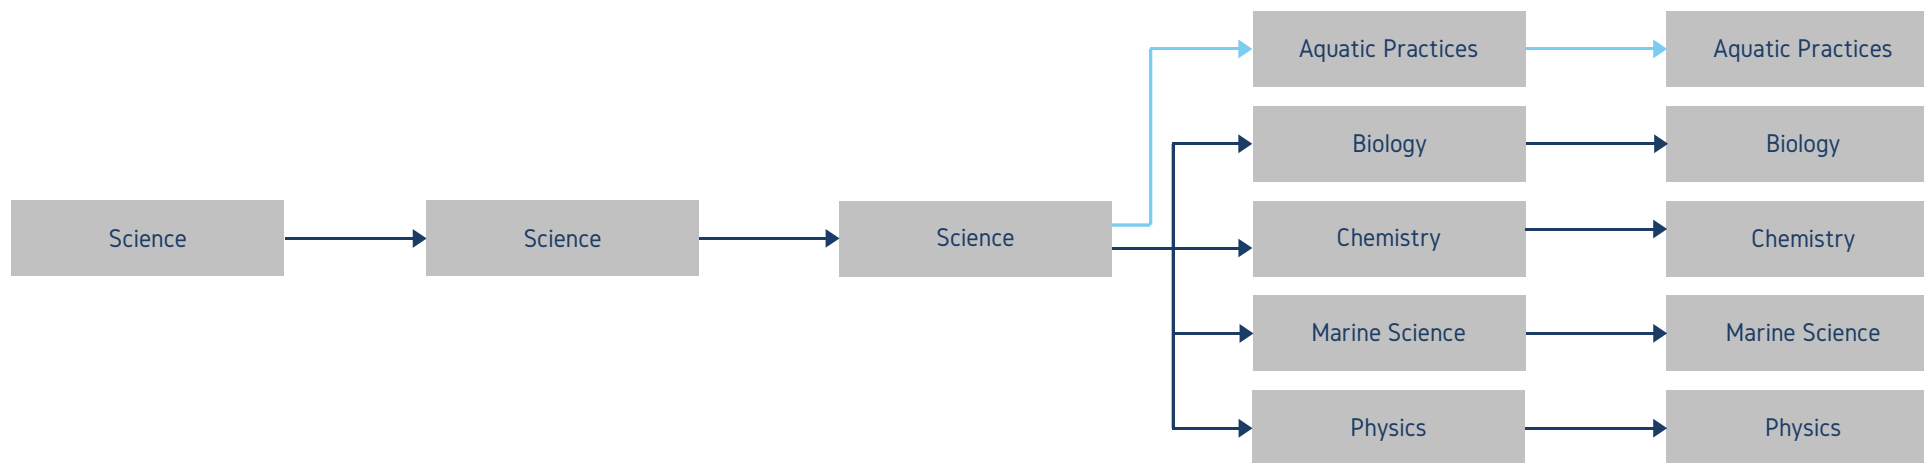 Science
Science
Science
Aquatic Practices
Aquatic Practices
Biology
Biology
Chemistry
Chemistry
Marine Science
Marine Science
Physics
Physics